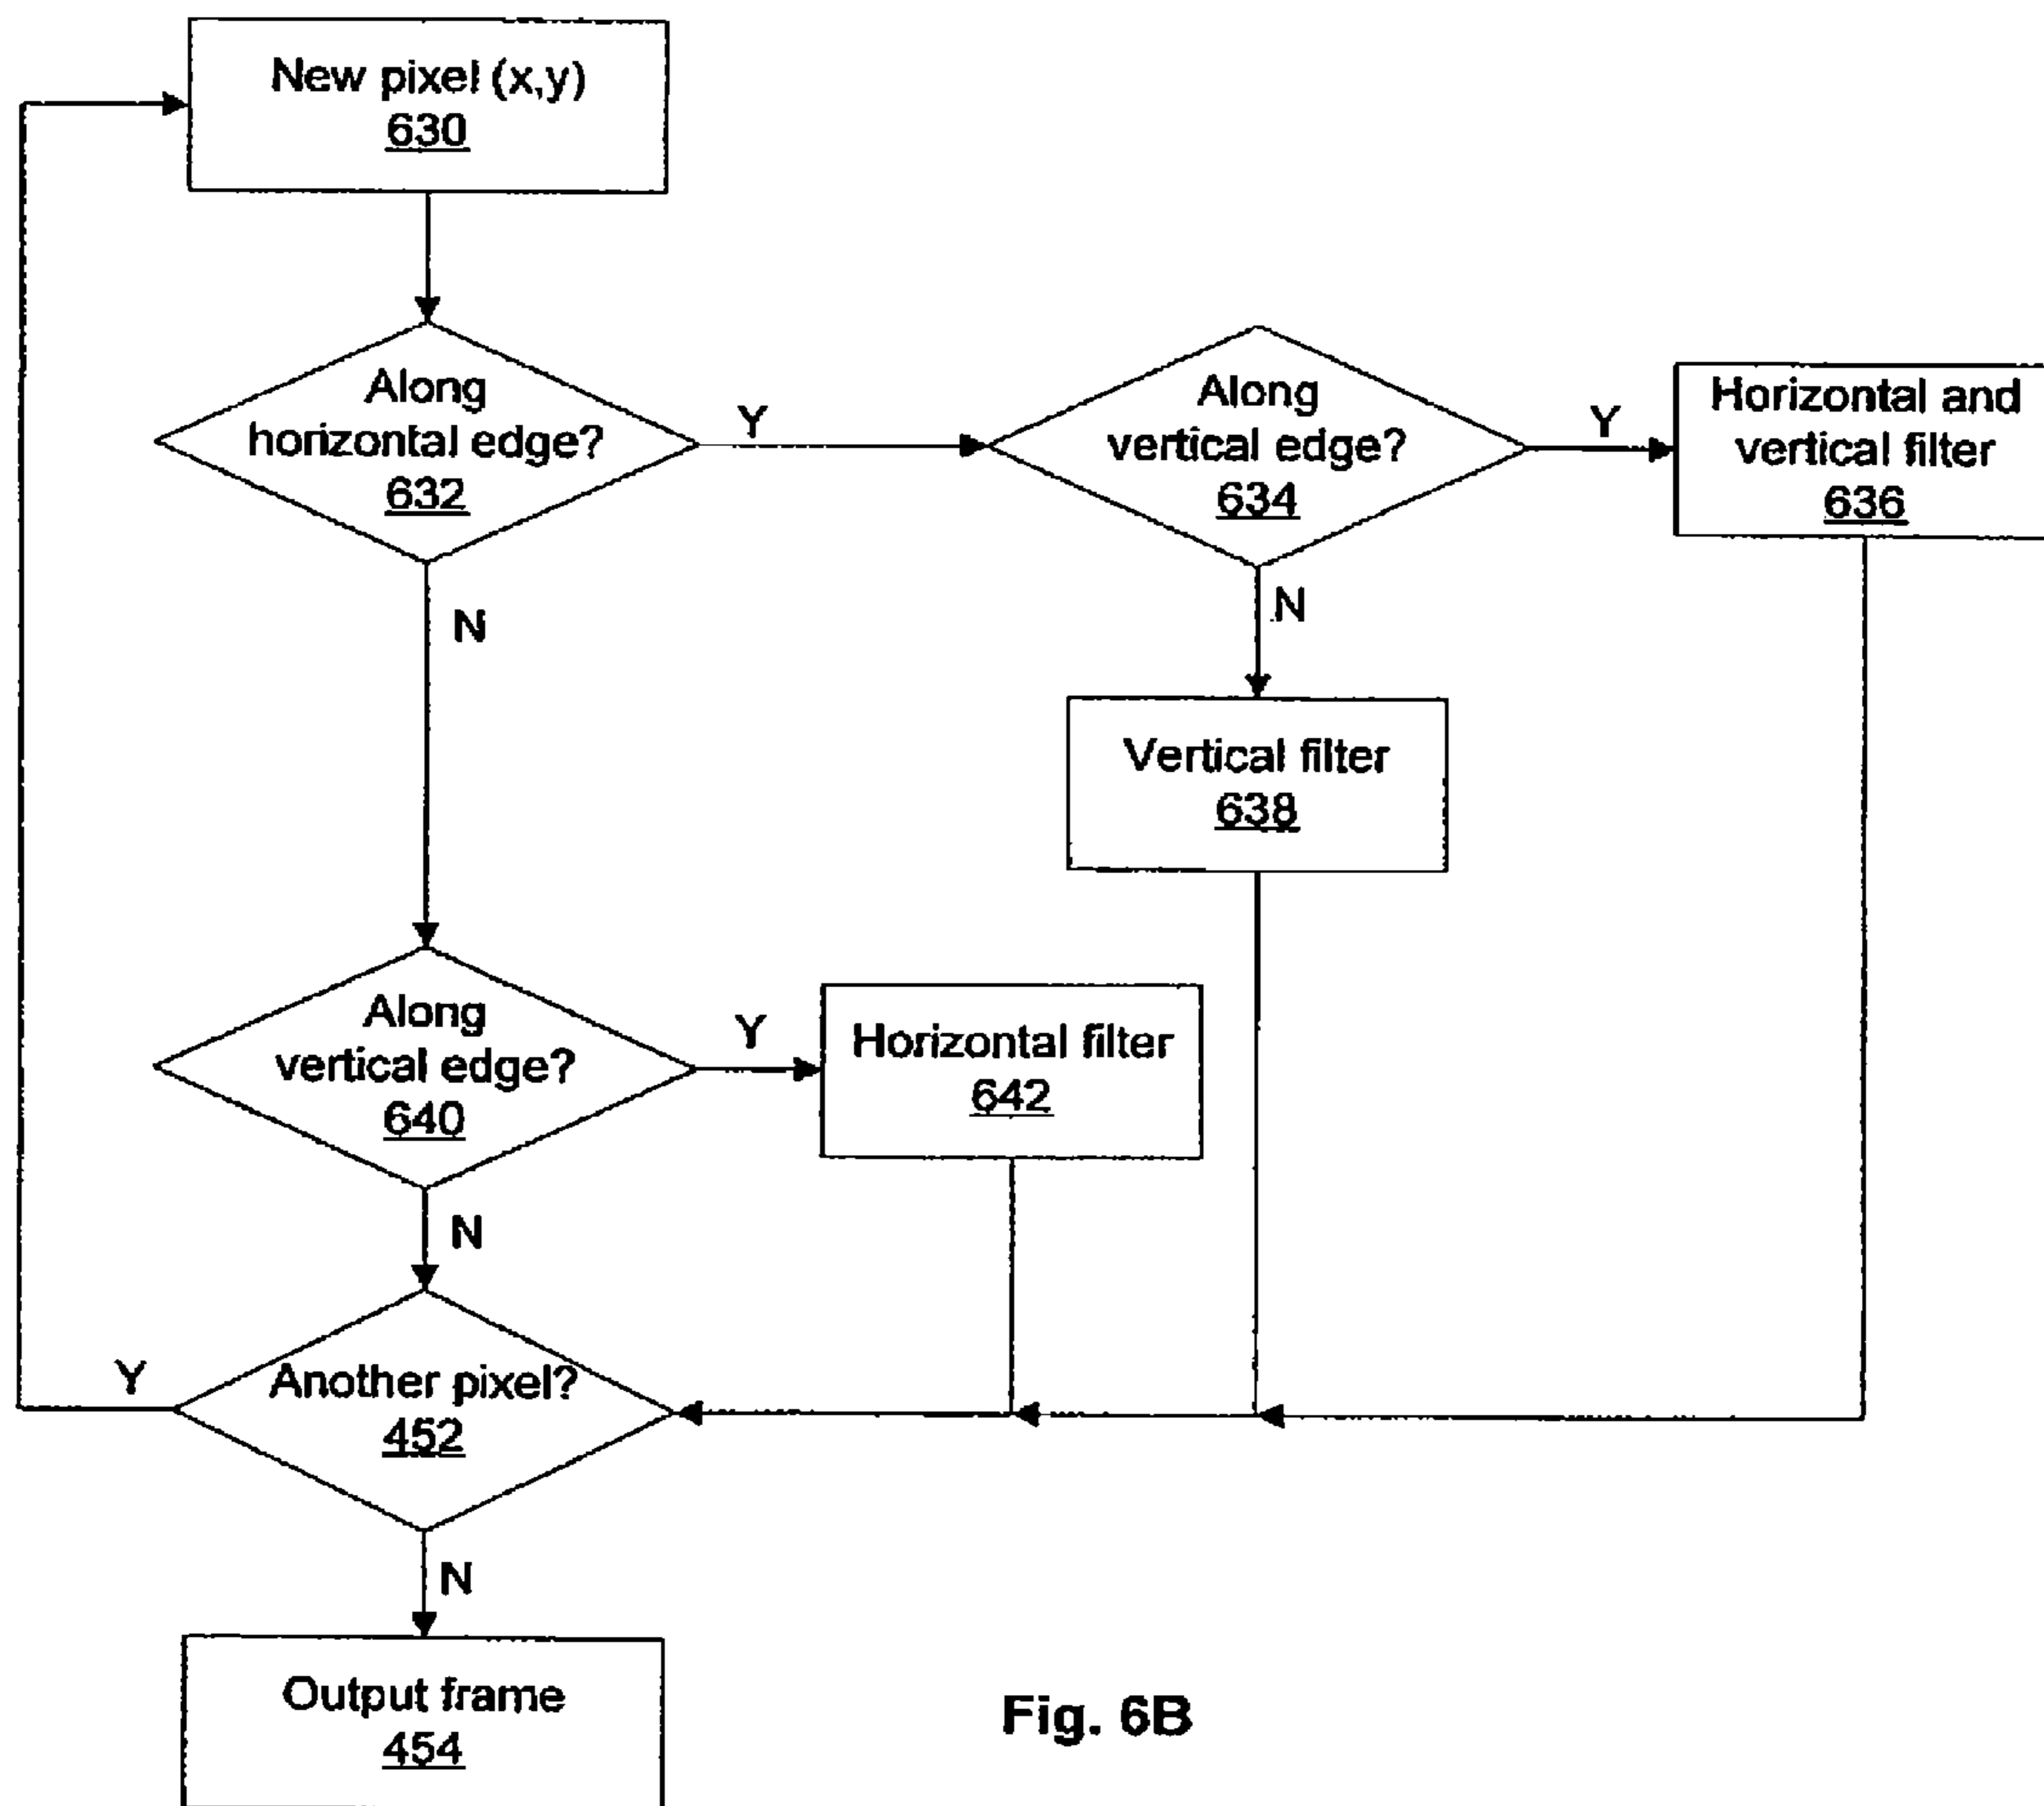 New pixel (x,y)
630
Along
horizontal edge?
632
Y
Along
vertical edge?
634
Y
Horizontal and
vertical filter
636
N
N
Vertical filter
638
Along
vertical edge?
640
Y
Horizontal filter
642
N
Another pixel?
452
Y
N
Output frame
454
Fig. 6B